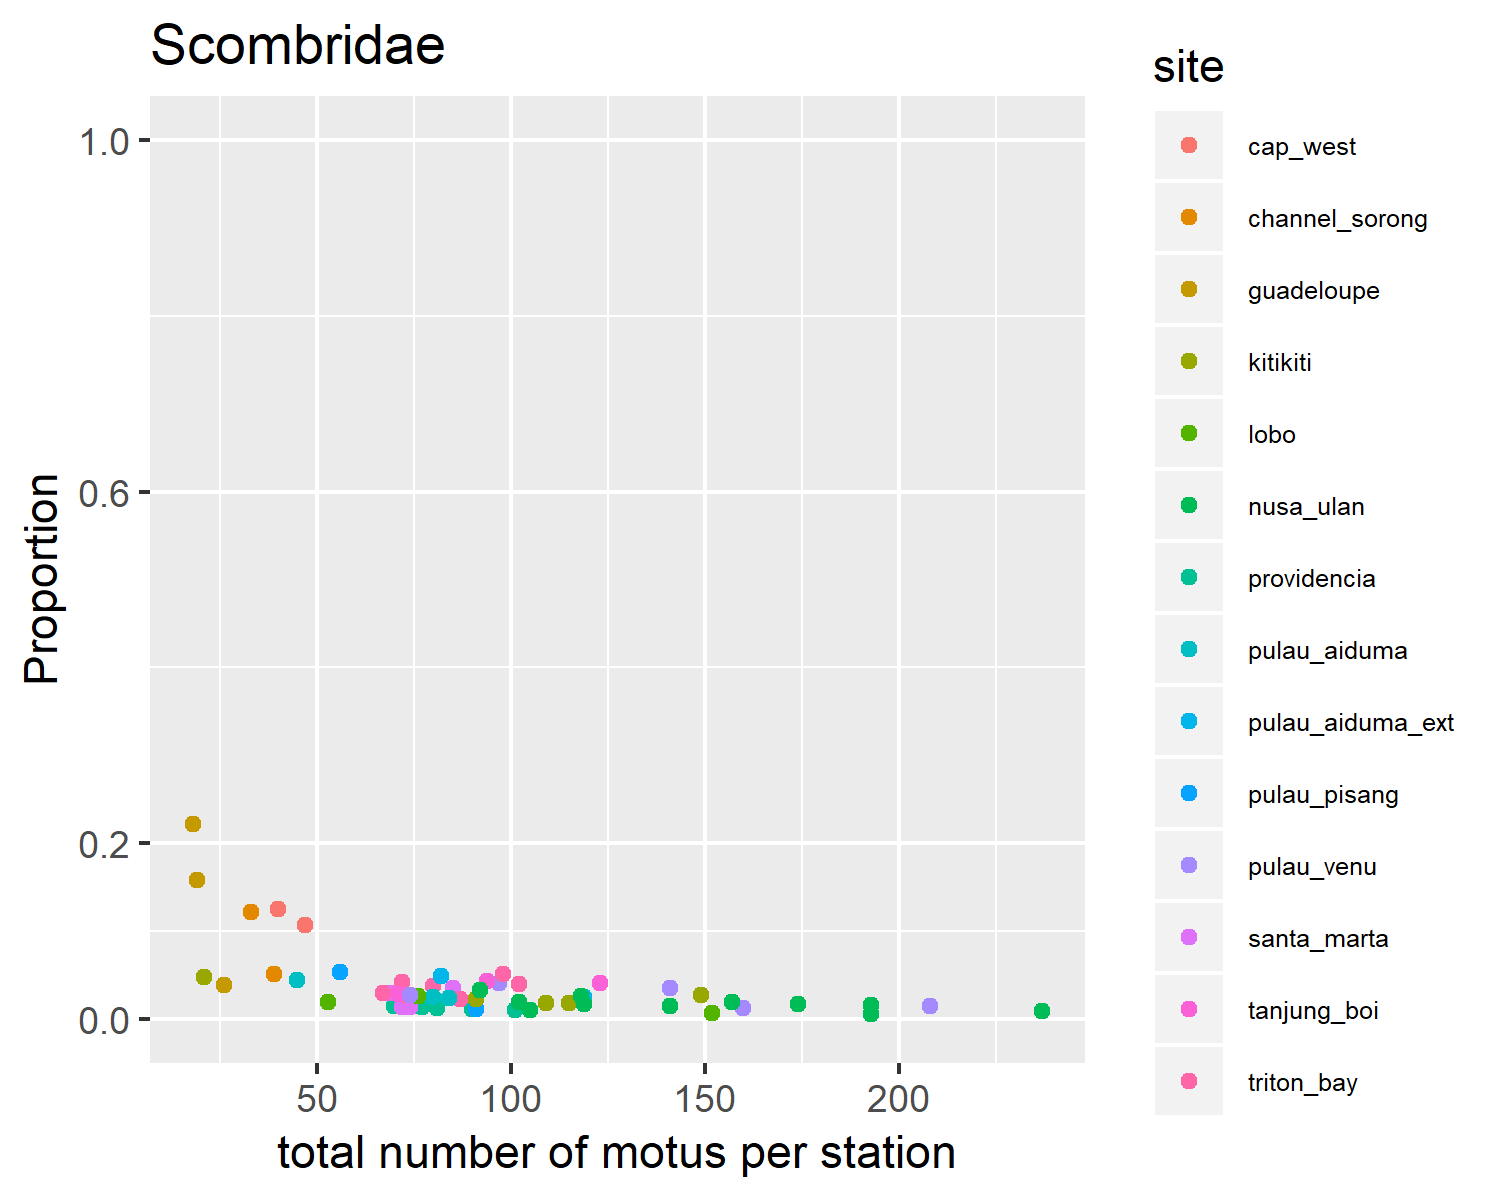 Scombridae
1.0
0.6
0.2
0.0
Proportion
50 100 150 200
total number of motus per station
site
cap_west
channel_sorong
guadeloupe
kitikiti
lobo
nusa_ulan
providencia
pulau_aiduma
pulau_aiduma_ext
pulau_pisang
pulau_venu
santa_marta
tanjung_boi
triton_bay